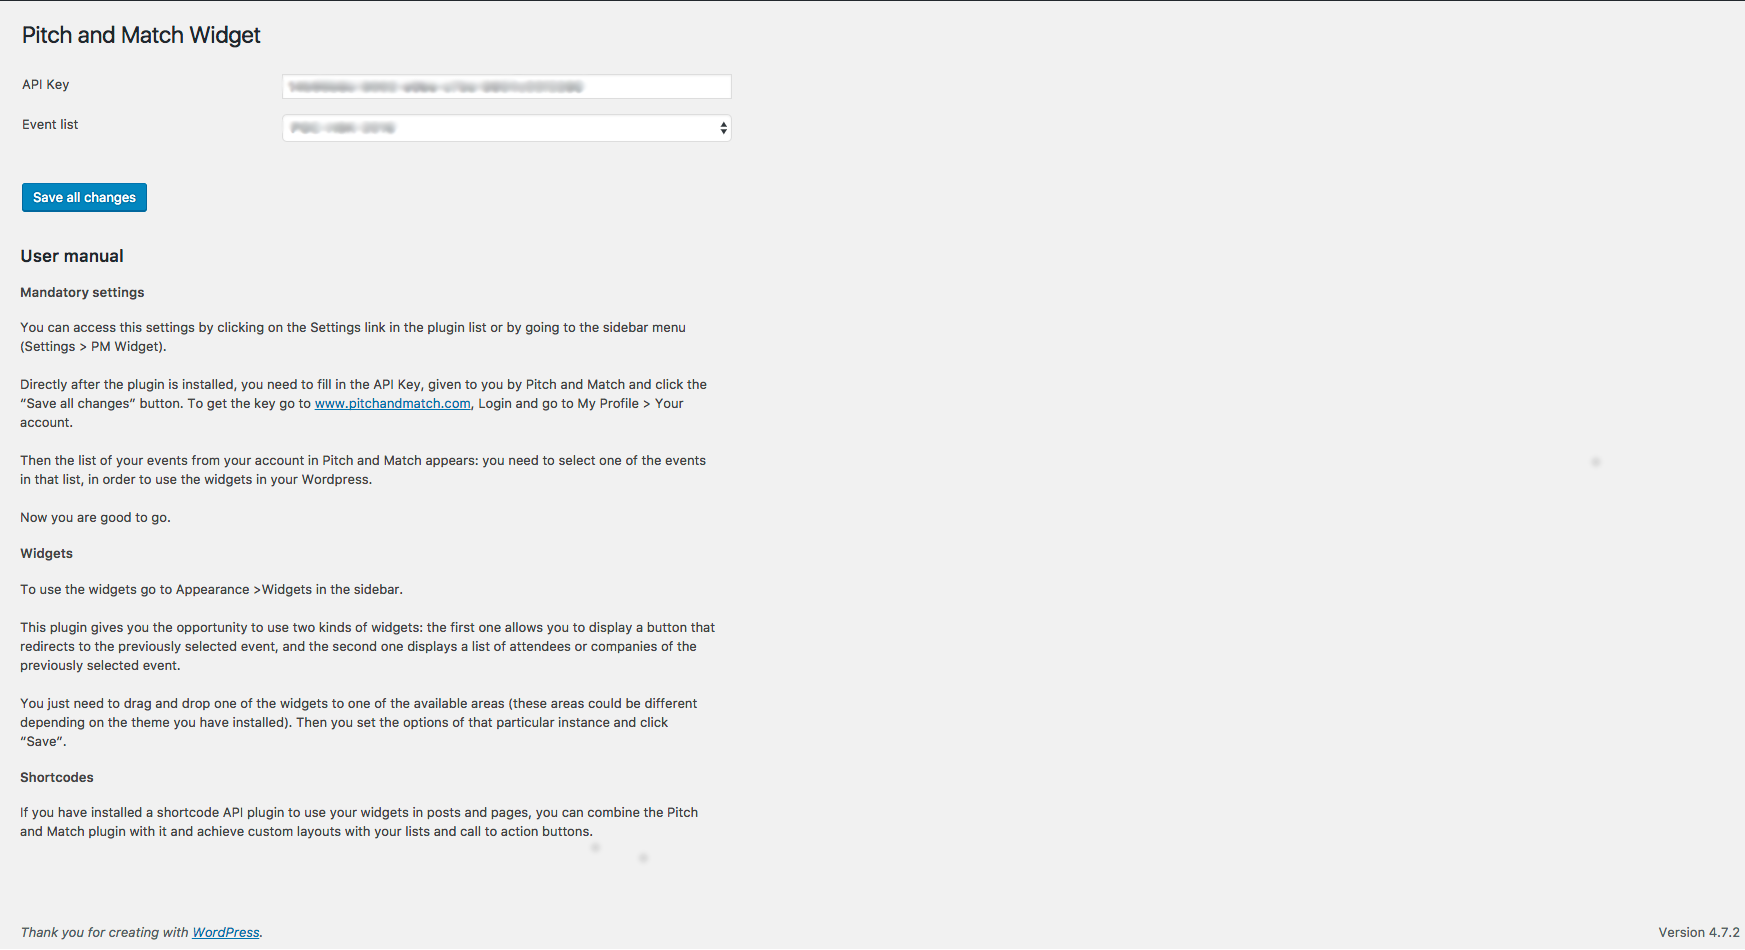 Pitch and Match Widget
API Key
Event list
Save all changes
User manual
Mandatory settings
You can access this settings by clicking on the Settings link in the plugin list or by going to the sidebar menu
(Settings > PM Widget).
Directly after the plugin is installed, you need to fill in the API Key, given to you by Pitch and Match and click the
“Save all changes” button. To get the key go to www.pitchandmatch.com, Login and go to My Profile > Your
account.
Then the list of your events from your account in Pitch and Match appears: you need to select one of the events
in that list, in order to use the widgets in your Wordpress.
Now you are good to go.
Widgets
To use the widgets go to Appearance >Widgets in the sidebar.
This plugin gives you the opportunity to use two kinds of widgets: the first one allows you to display a button that
redirects to the previously selected event, and the second one displays a list of attendees or companies of the
previously selected event.
You just need to drag and drop one of the widgets to one of the available areas (these areas could be different
depending on the theme you have installed). Then you set the options of that particular instance and click
“Save”.
Shortcodes
If you have installed a shortcode API plugin to use your widgets in posts and pages, you can combine the Pitch
and Match plugin with it and achieve custom layouts with your lists and call to action buttons.
Thank you for creating with WordPress.
Version 4.7.2